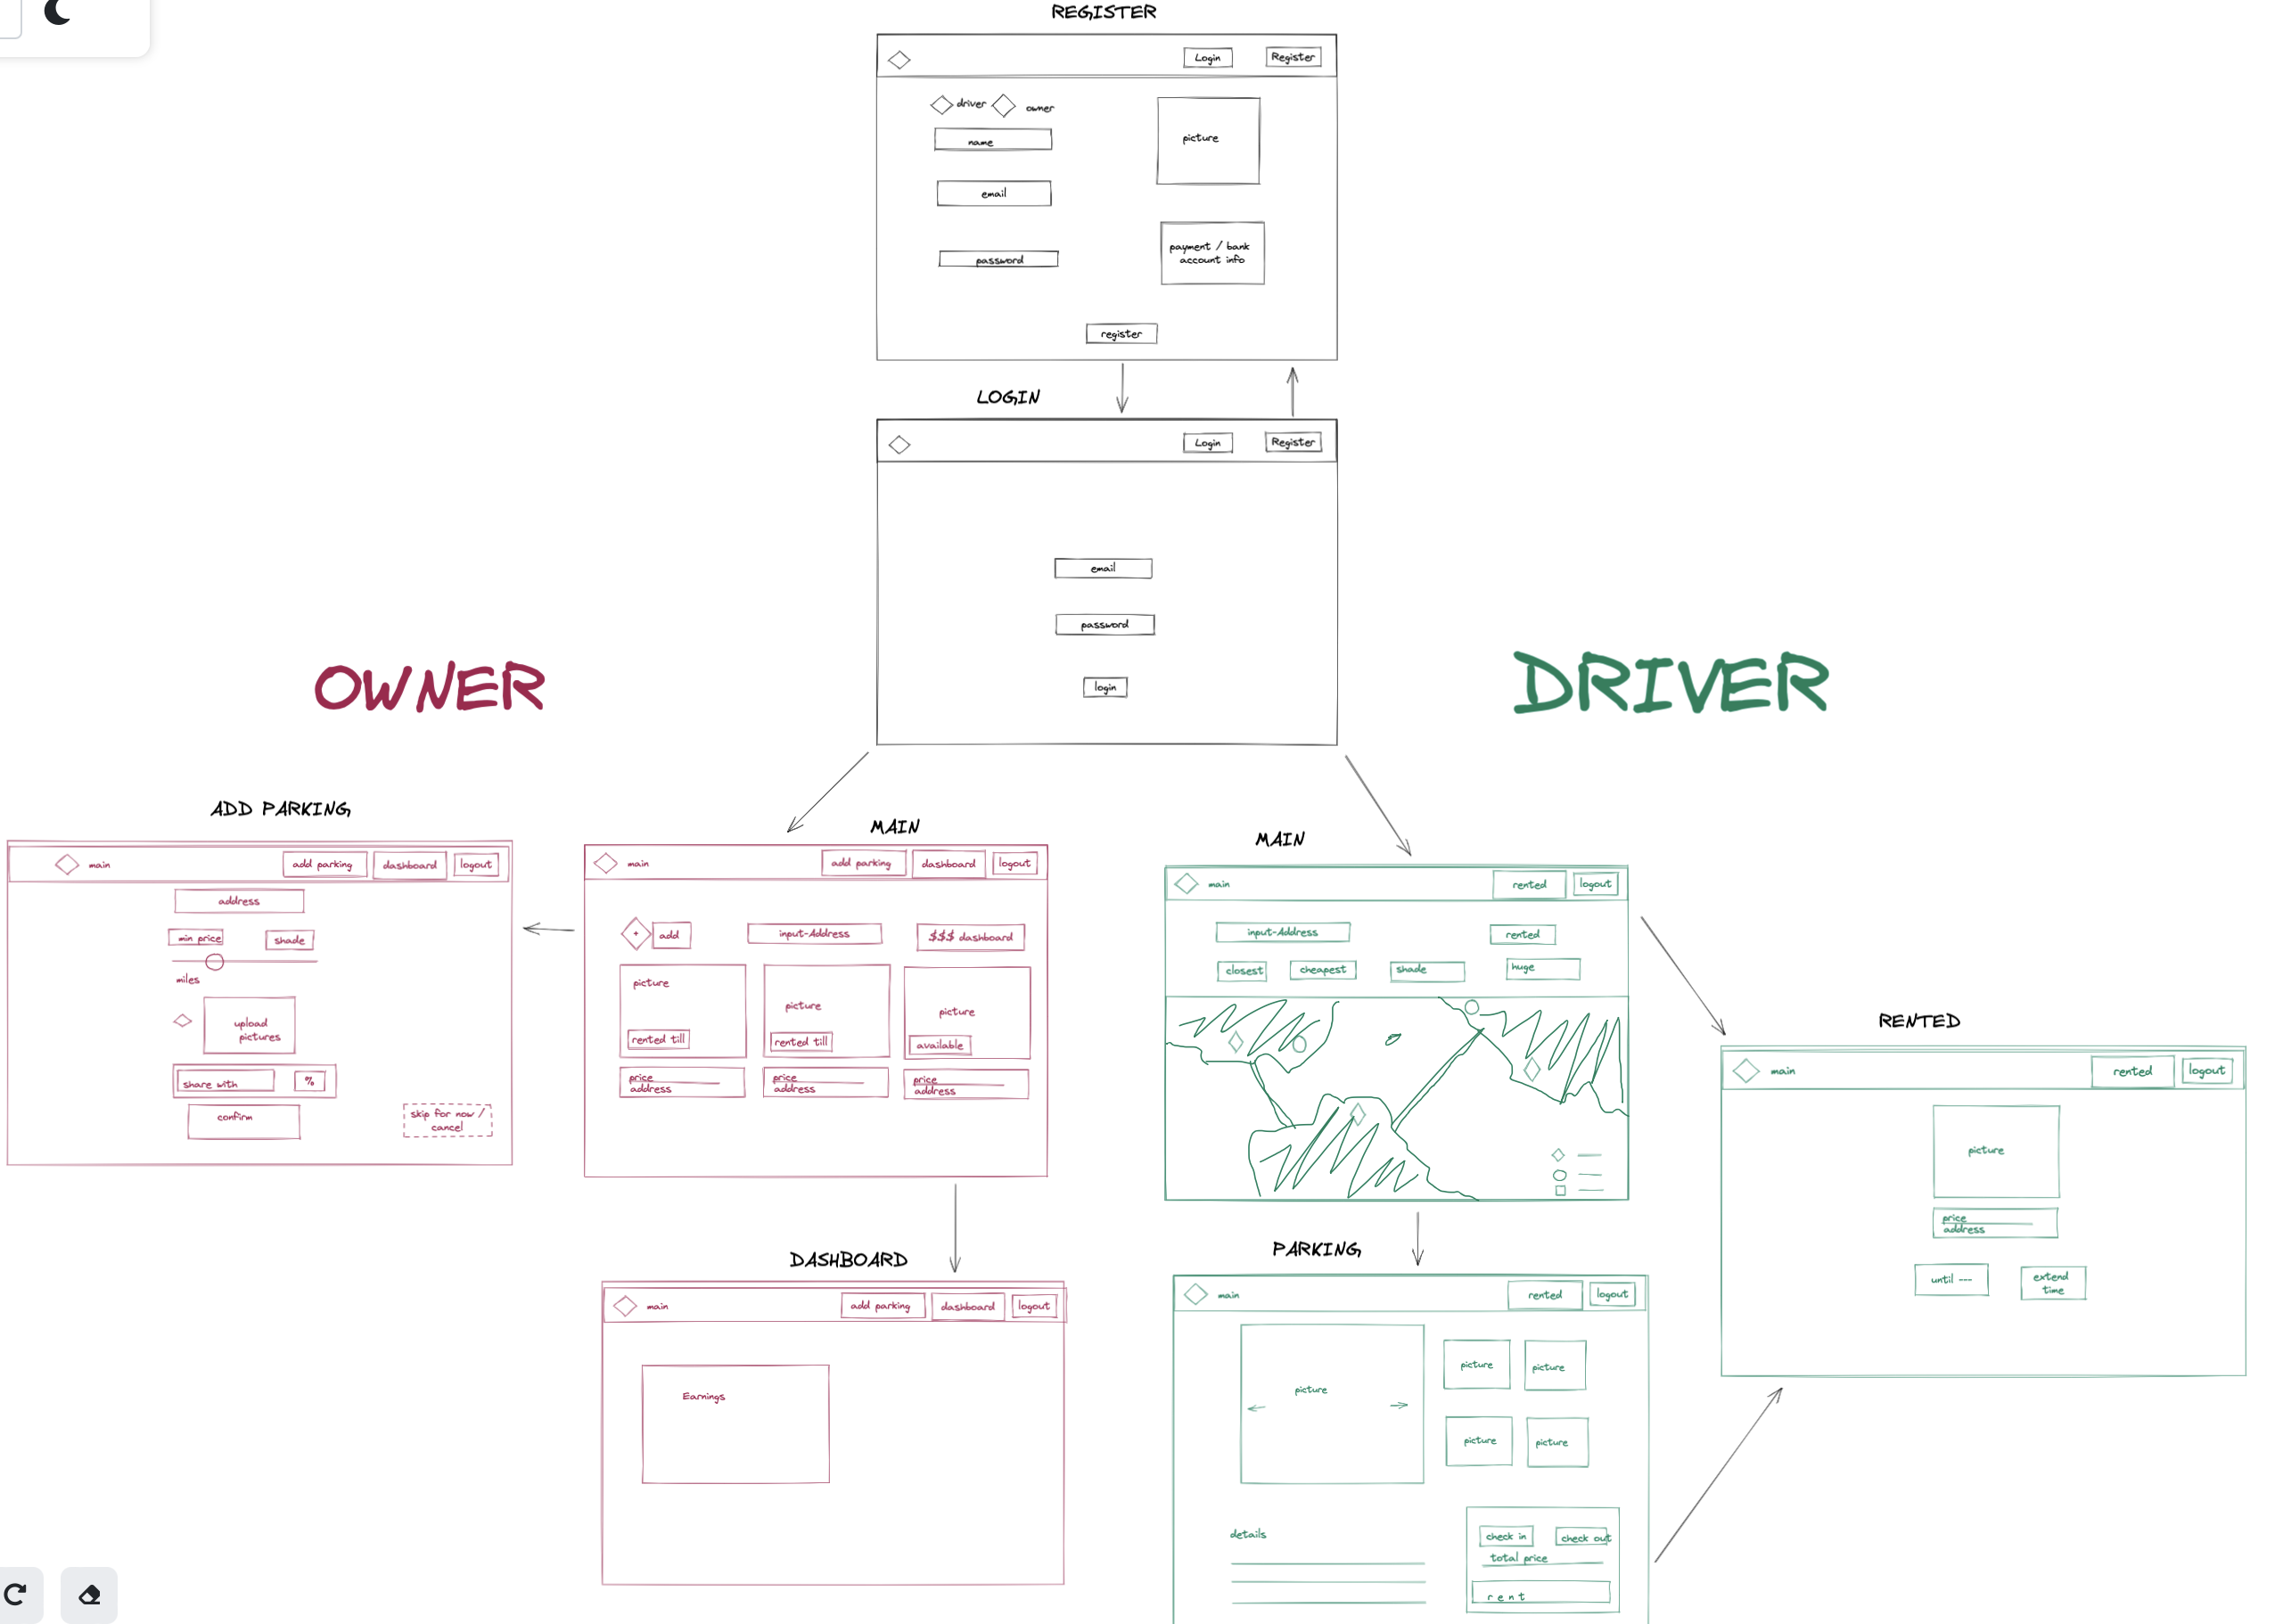 REGISTER
Login
Register
driver
owner
name
picture
email
payment / bank
account info
password
register
LOGIN
Login
Register
email
password
login
OWNER
DRIVER
ADD PARKING
main
add parking
dashboard
logout
address
min price
shade
miles
upload
pictures
share with
%
confirm
skip for now /
cancel
MAIN
main
add parking
dashboard
logout
+
add
input-Address
$$$ dashboard
picture
rented till
price
address
picture
rented till
price
address
picture
available
price
address
DASHBOARD
main
add parking
dashboard
logout
Earnings
MAIN
main
rented
logout
input-Address
rented
closest
cheapest
shade
huge
PARKING
main
rented
logout
picture
picture
picture
picture
picture
details
check in
check out
total price
rent
RENTED
main
rented
logout
picture
price
address
until ---
extend
time